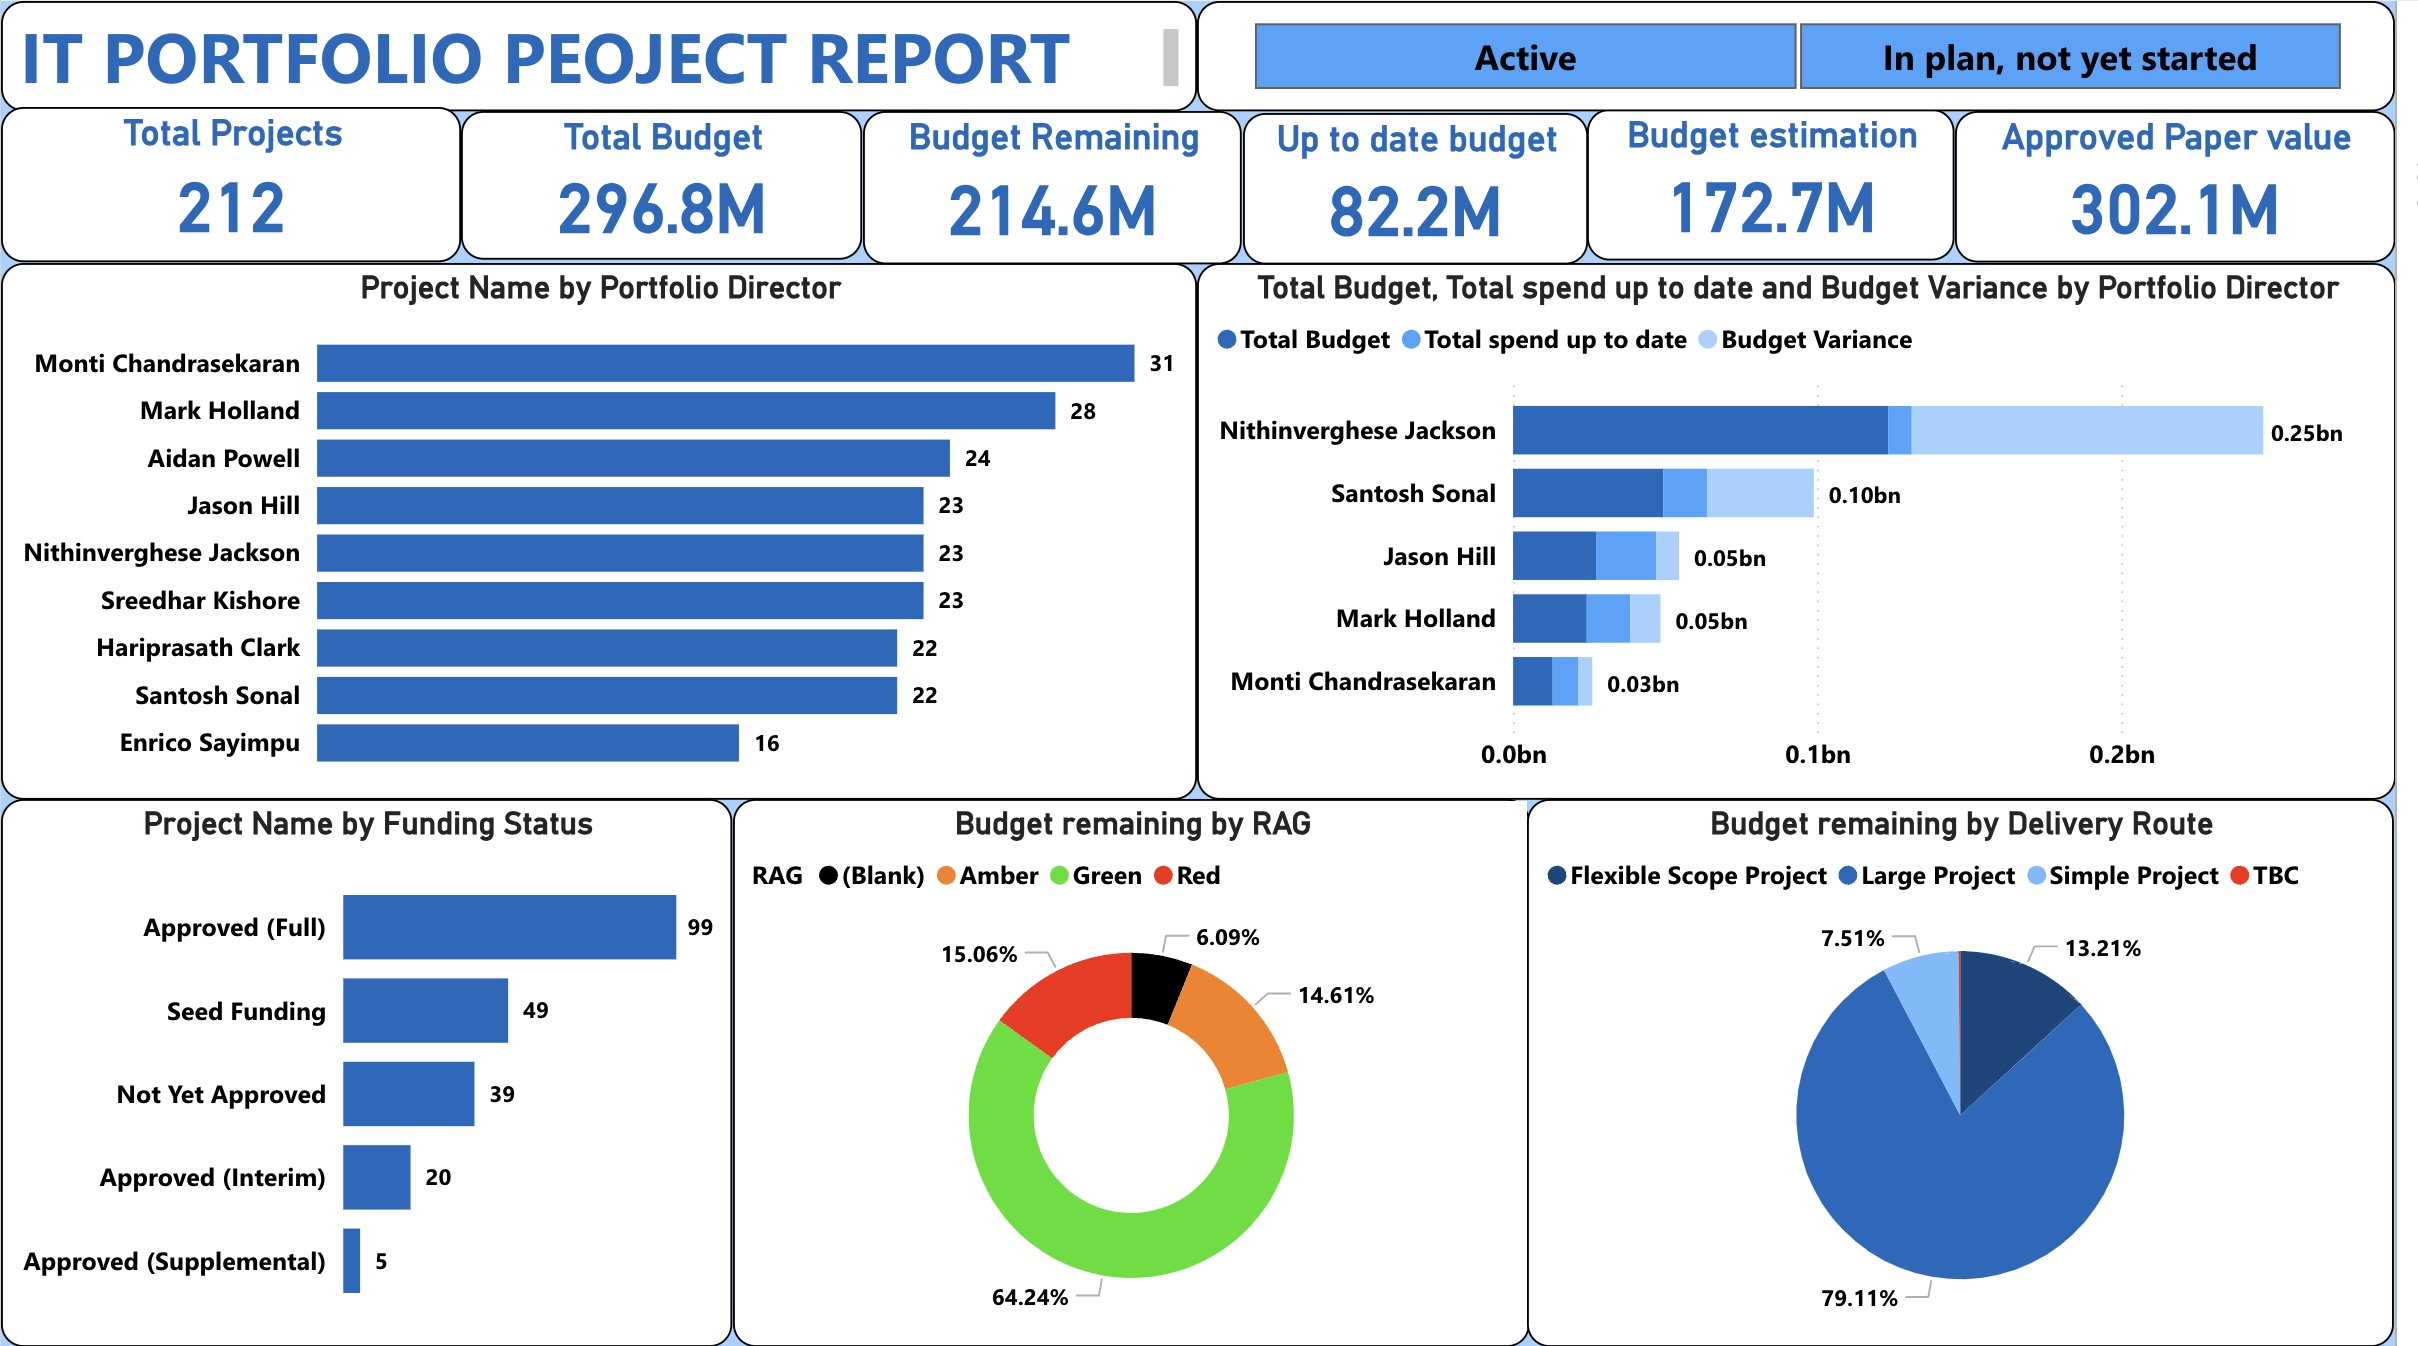 IT PORTFOLIO PEOJECT REPORT
Active
In plan, not yet started
Total Projects
212
Total Budget
296.8M
Budget Remaining
214.6M
Up to date budget
82.2M
Budget estimation
172.7M
Approved Paper value
302.1M
Project Name by Portfolio Director
Monti Chandrasekaran 31
Mark Holland 28
Aidan Powell 24
Jason Hill 23
Nithinverghese Jackson 23
Sreedhar Kishore 23
Hariprasath Clark 22
Santosh Sonal 22
Enrico Sayimpu 16
Total Budget, Total spend up to date and Budget Variance by Portfolio Director
Total Budget Total spend up to date Budget Variance
Nithinverghese Jackson 0.25bn
Santosh Sonal 0.10bn
Jason Hill 0.05bn
Mark Holland 0.05bn
Monti Chandrasekaran 0.03bn
0.0bn 0.1bn 0.2bn
Project Name by Funding Status
Approved (Full) 99
Seed Funding 49
Not Yet Approved 39
Approved (Interim) 20
Approved (Supplemental) 5
Budget remaining by RAG
RAG (Blank) Amber Green Red
6.09%
15.06%
14.61%
64.24%
Budget remaining by Delivery Route
Flexible Scope Project Large Project Simple Project TBC
7.51%
13.21%
79.11%